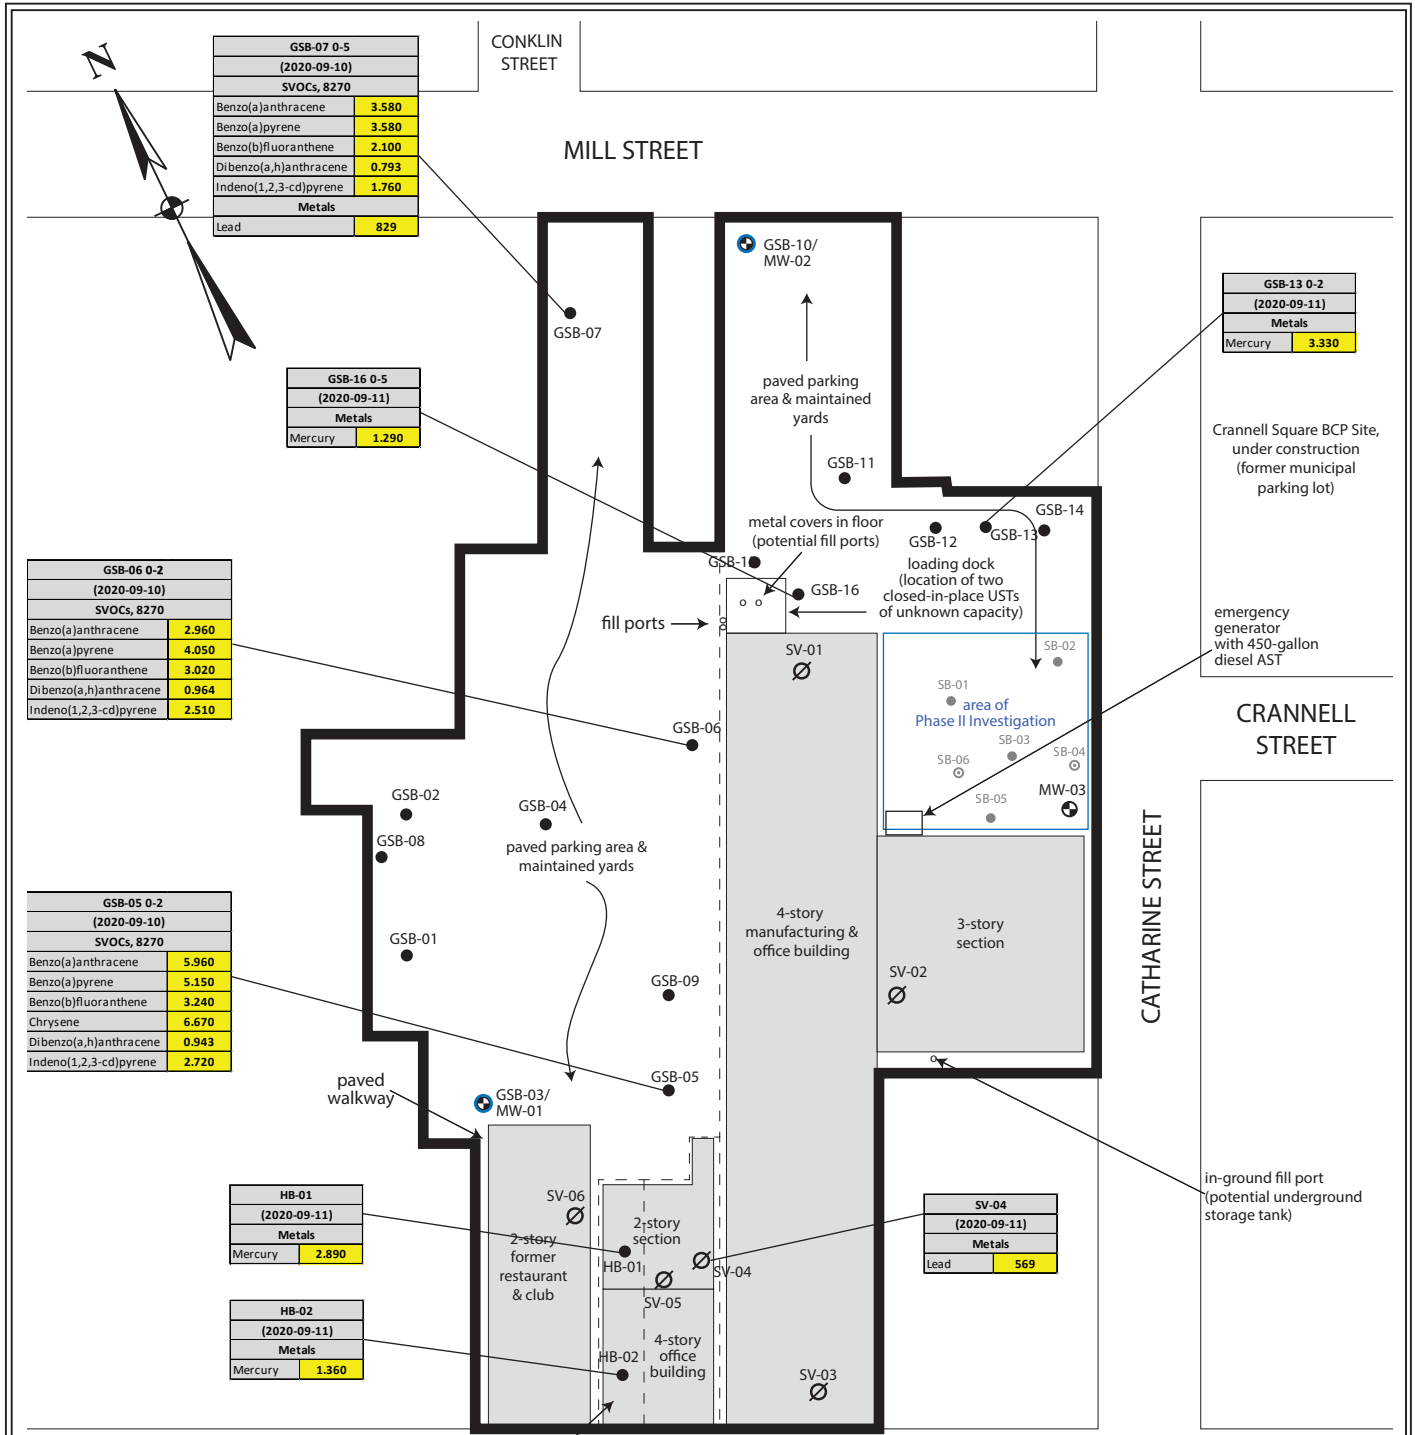 N
CONKLIN
STREET
MILL STREET
GSB-07 0-5
(2020-09-10)
SVOCs, 8270
Benzo(a)anthracene 3.580
Benzo(a)pyrene 3.580
Benzo(b)fluoranthene 2.100
Dibenzo(a,h)anthracene 0.793
Indeno(1,2,3-cd)pyrene 1.760
Metals
Lead 829
GSB-10/
MW-02
GSB-07
GSB-13 0-2
(2020-09-11)
Metals
Mercury 3.330
GSB-16 0-5
(2020-09-11)
Metals
Mercury 1.290
paved parking
area & maintained
yards
Crannell Square BCP Site,
under construction
(former municipal
parking lot)
GSB-11
metal covers in floor
(potential fill ports)
GSB-12
GSB-13
GSB-14
loading dock
(location of two
closed-in-place USTs
of unknown capacity)
GSB-16
fill ports
GSB-06 0-2
(2020-09-10)
SVOCs, 8270
Benzo(a)anthracene 2.960
Benzo(a)pyrene 4.050
Benzo(b)fluoranthene 3.020
Dibenzo(a,h)anthracene 0.964
Indeno(1,2,3-cd)pyrene 2.510
emergency
generator
with 450-gallon
diesel AST
SV-01
SB-02
SB-01
area of
Phase II Investigation
SB-03
SB-04
SB-06
SB-05
MW-03
CRANNELL
STREET
GSB-06
GSB-02
GSB-04
GSB-08
paved parking area &
maintained yards
GSB-05 0-2
(2020-09-10)
SVOCs, 8270
Benzo(a)anthracene 5.960
Benzo(a)pyrene 5.150
Benzo(b)fluoranthene 3.240
Chrysene 6.670
Dibenzo(a,h)anthracene 0.943
Indeno(1,2,3-cd)pyrene 2.720
GSB-01
GSB-09
4-story
manufacturing &
office building
3-story
section
SV-02
CATHARINE STREET
GSB-05
paved
walkway
GSB-03/
MW-01
in-ground fill port
(potential underground
storage tank)
HB-01
(2020-09-11)
Metals
Mercury 2.890
SV-06
2-story
former
restaurant
& club
2-story
section
HB-01
SV-04
SV-05
SV-04
(2020-09-11)
Metals
Lead 569
HB-02
(2020-09-11)
Metals
Mercury 1.360
HB-02
4-story
office
building
SV-03